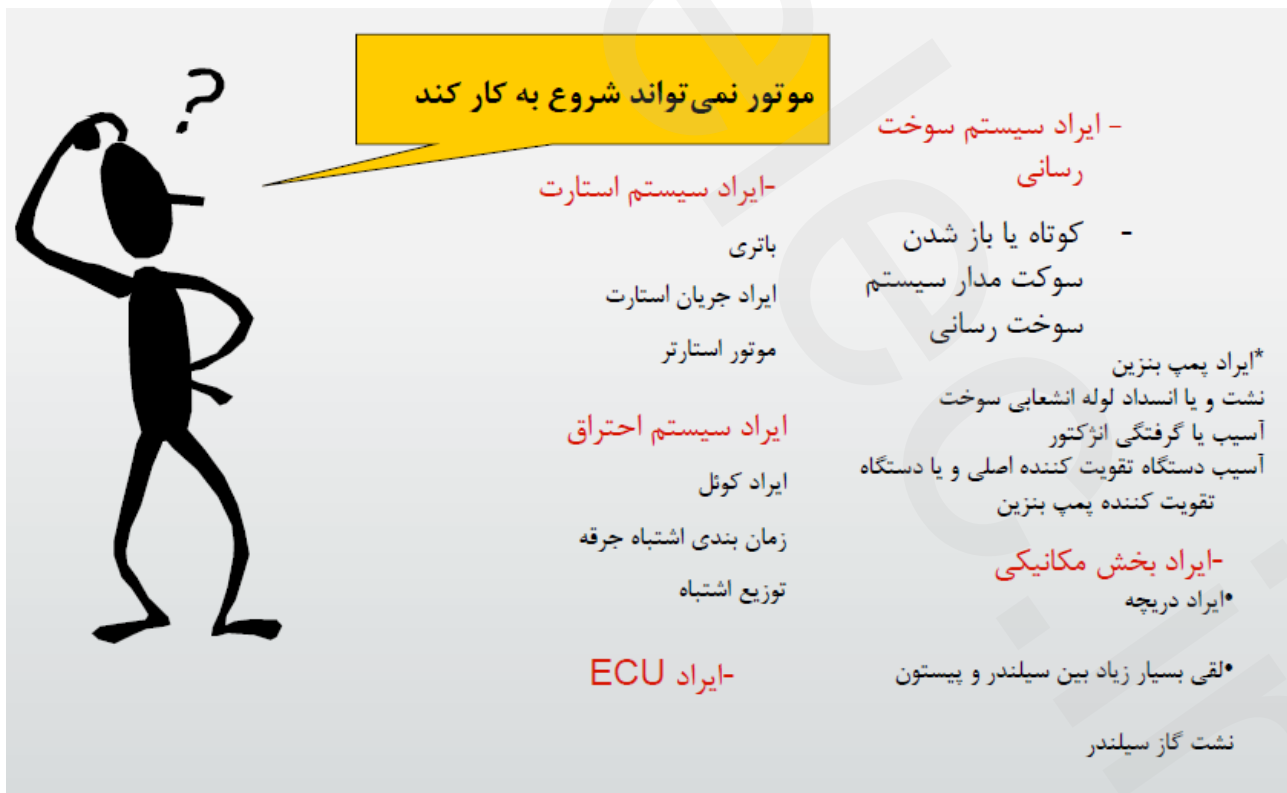 موتور نمی‌تواند شروع به کار کند
- ایراد سیستم سوخت
رسانی
- کوتاه یا باز شدن
سوکت مدار سیستم
سوخت رسانی
*ایراد پمپ بنزین
نشت و یا انسداد لوله انشعابی سوخت
آسیب یا گرفتگی انژکتور
آسیب دستگاه تقویت کننده اصلی و یا دستگاه
تقویت کننده پمپ بنزین
-ایراد بخش مکانیکی
•ایراد دریچه
•لقی بسیار زیاد بین سیلندر و پیستون
نشت گاز سیلندر
-ایراد سیستم استارت
باتری
ایراد جریان استارت
موتور استارتر
ایراد سیستم احتراق
ایراد کوئل
زمان بندی اشتباه جرقه
توزیع اشتباه
-ایراد ECU
?
elec.ir